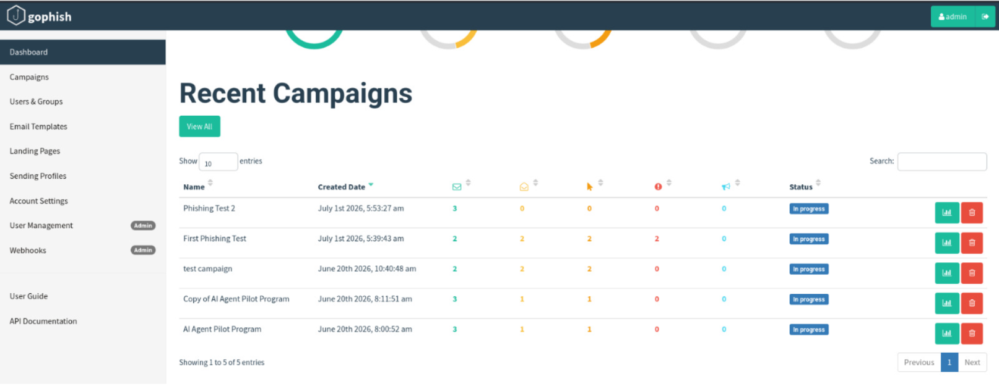 gophish
admin
Dashboard
Campaigns
Users & Groups
Email Templates
Landing Pages
Sending Profiles
Account Settings
User Management Admin
Webhooks Admin
User Guide
API Documentation
Recent Campaigns
View All
Show 10 entries
Search:
Name Created Date Status
Phishing Test 2 July 1st 2026, 5:53:27 am 3 0 0 0 0 In progress
First Phishing Test July 1st 2026, 5:39:43 am 2 2 2 2 0 In progress
test campaign June 20th 2026, 10:40:48 am 2 2 2 0 0 In progress
Copy of AI Agent Pilot Program June 20th 2026, 8:11:51 am 3 1 1 0 0 In progress
AI Agent Pilot Program June 20th 2026, 8:00:52 am 3 1 1 0 0 In progress
Showing 1 to 5 of 5 entries
Previous 1 Next